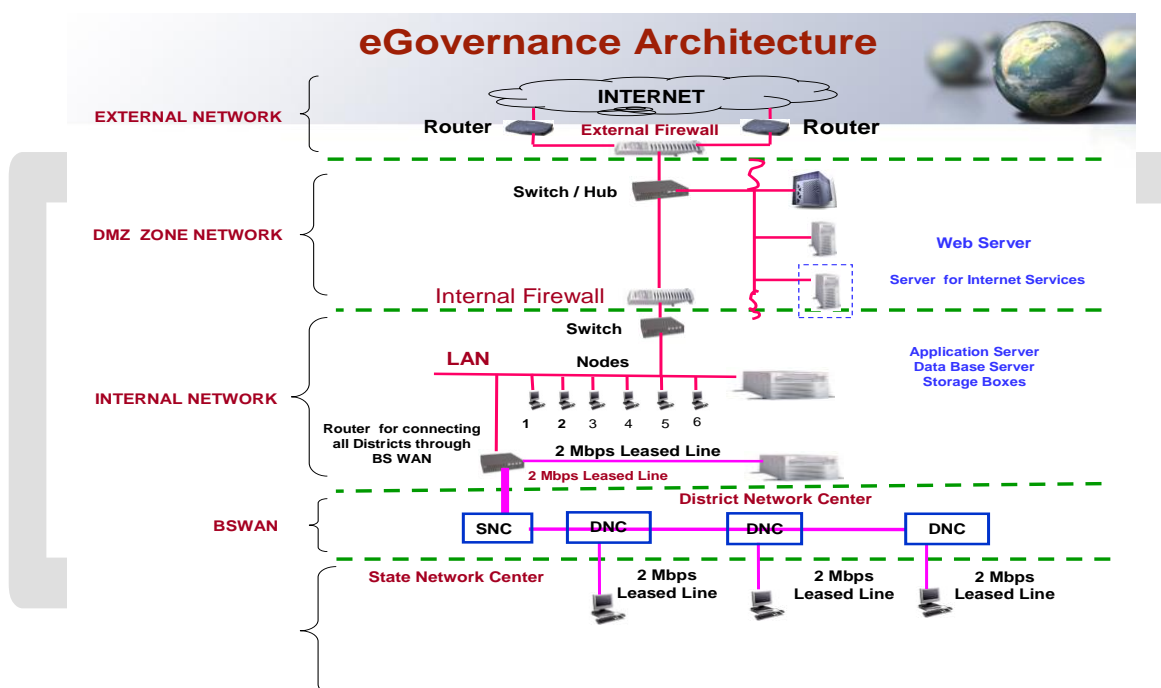 eGovernance Architecture
INTERNET
EXTERNAL NETWORK
Router
External Firewall
Router
Switch / Hub
DMZ ZONE NETWORK
Web Server
Server for Internet Services
Internal Firewall
Switch
LAN
Nodes
Application Server
Data Base Server
Storage Boxes
INTERNAL NETWORK
1 2 3 4 5 6
Router for connecting
all Districts through
BS WAN
2 Mbps Leased Line
2 Mbps Leased Line
District Network Center
BSWAN
SNC DNC DNC DNC
State Network Center
2 Mbps
Leased Line
2 Mbps
Leased Line
2 Mbps
Leased Line